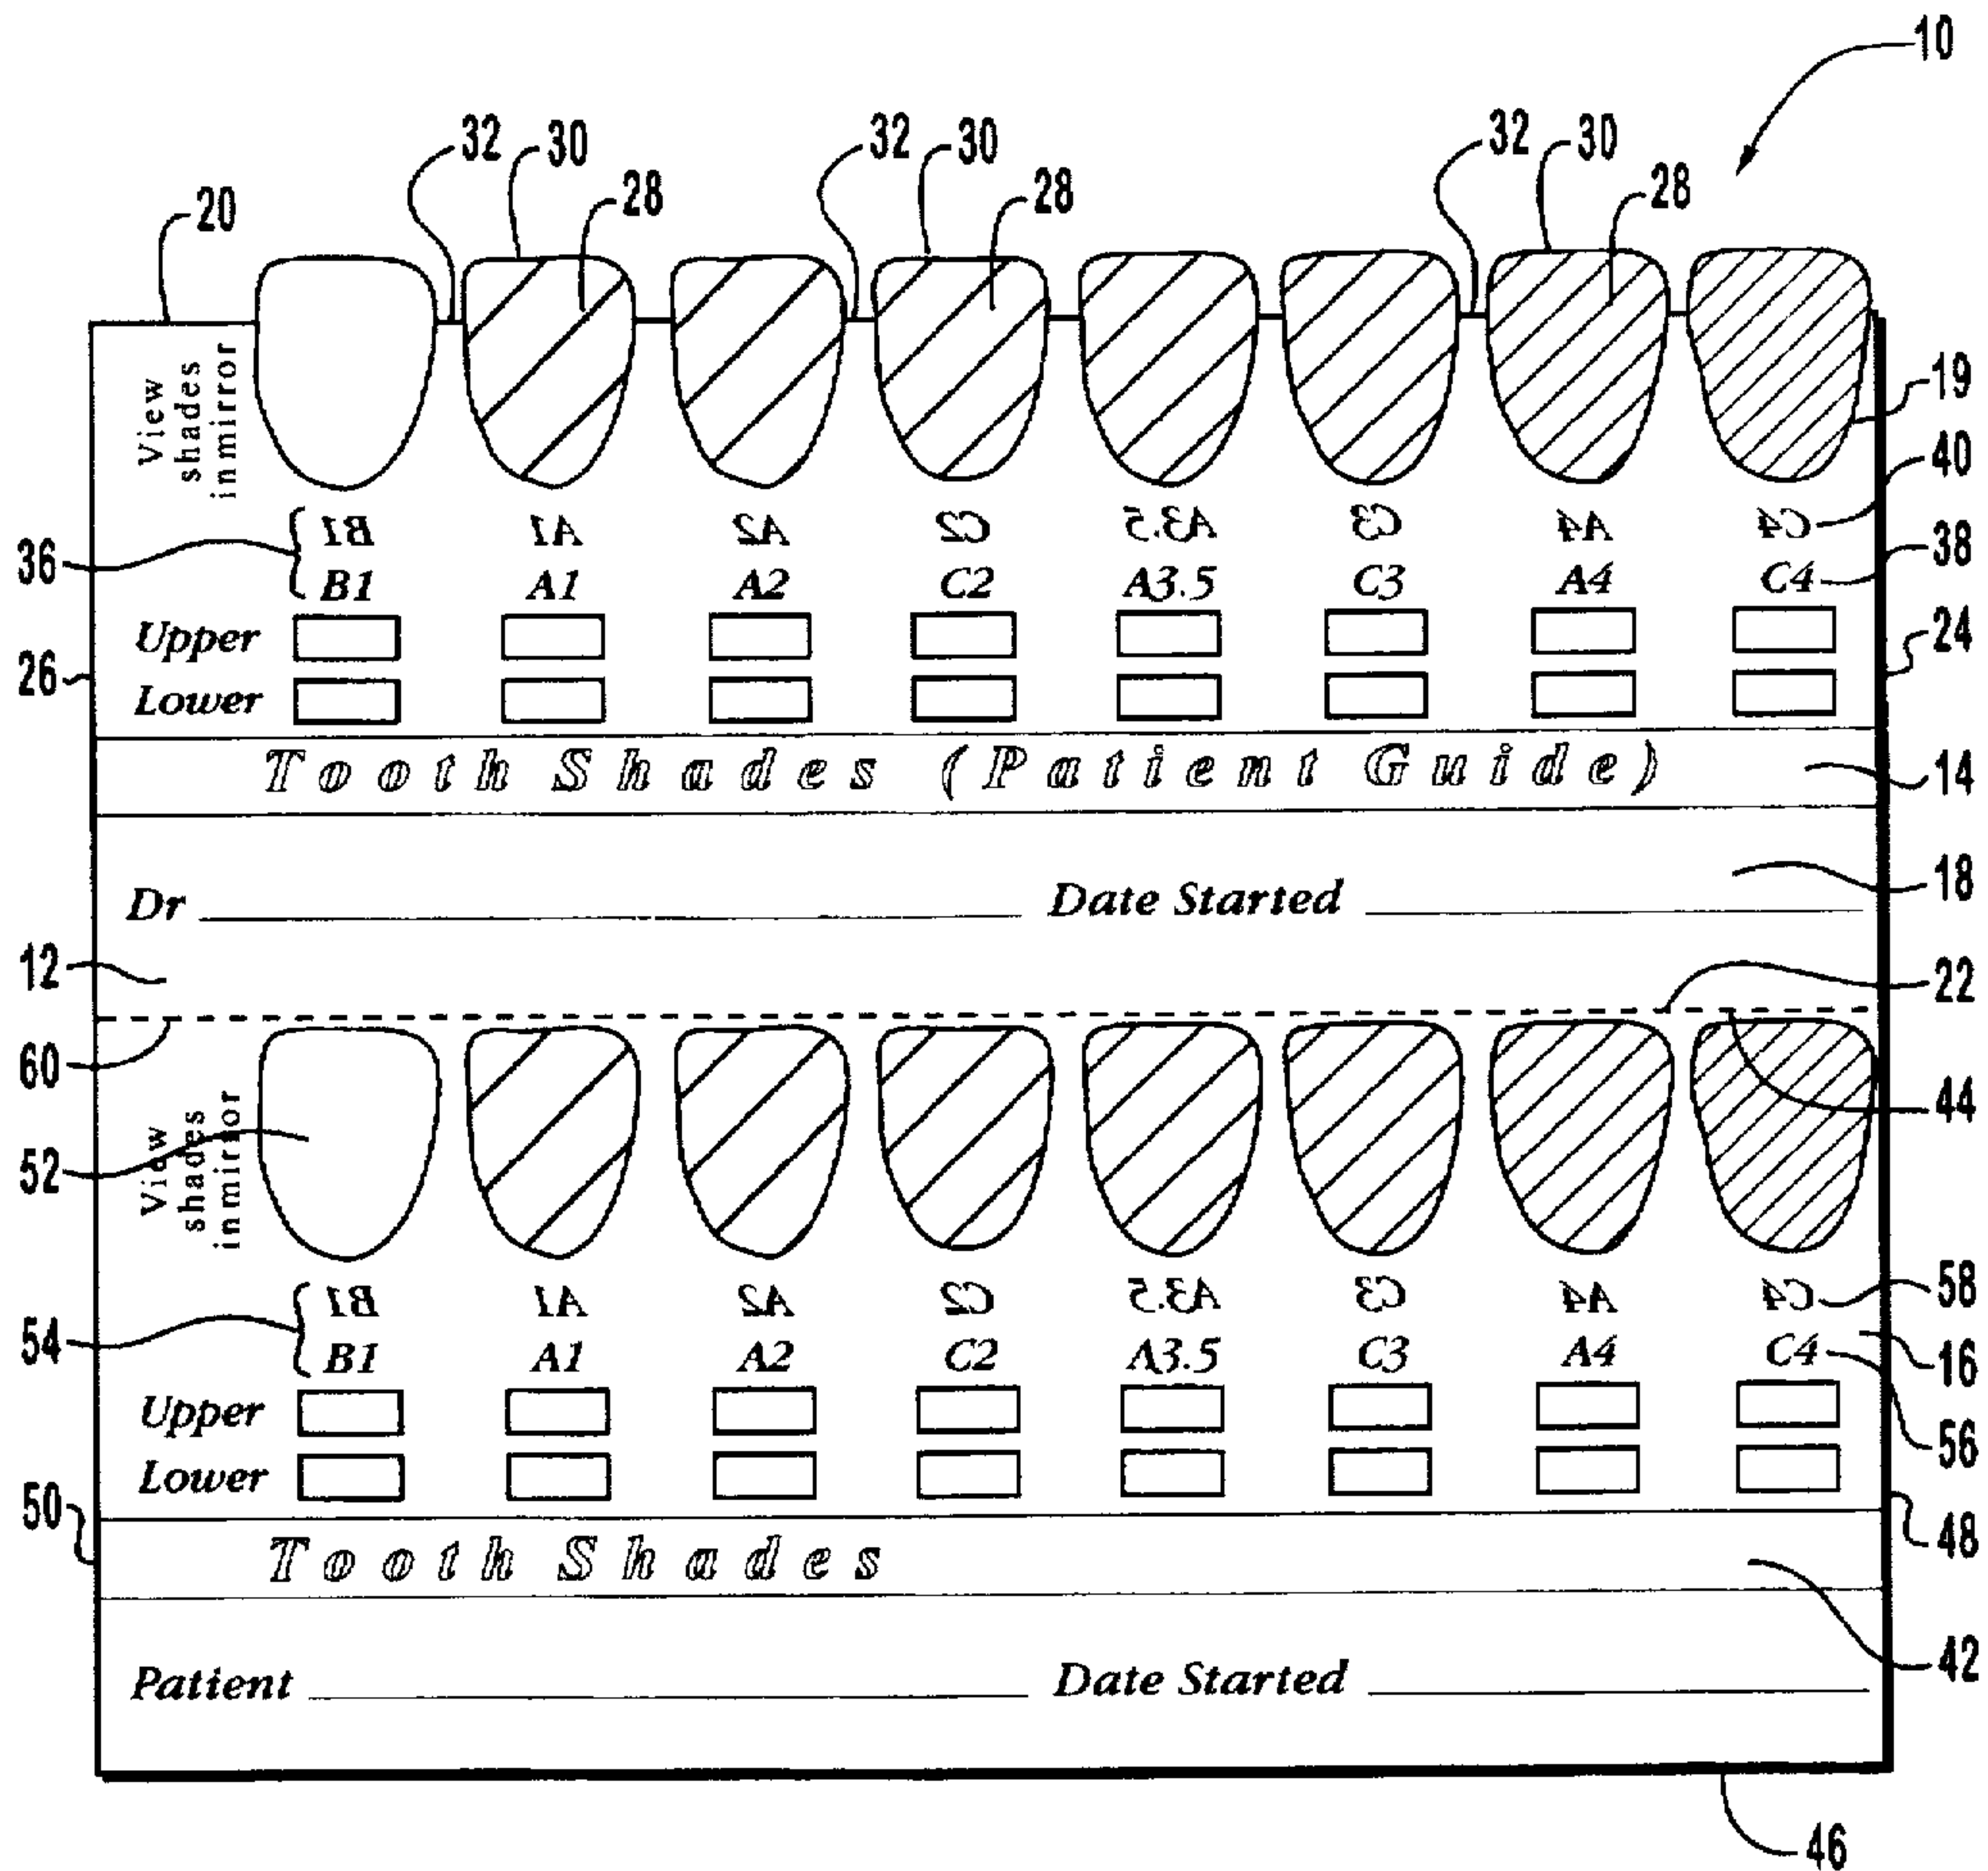 10
32 30 32 30 32 30
20 28 28 28
View
shades
inmirror
19
40
B1 A1 A2 C2 A3.5 C3 A4 C4
36 38
B1 A1 A2 C2 A3.5 C3 A4 C4
Upper 24
26
Lower
Tooth Shades (Patient Guide) 14
Dr Date Started 18
12 22
60 44
View
shades
inmirror
52
B1 A1 A2 C2 A3.5 C3 A4 C4 58
54 B1 A1 A2 C2 A3.5 C3 A4 C4 16
Upper 56
Lower
50 48
Tooth Shades
42
Patient Date Started
46